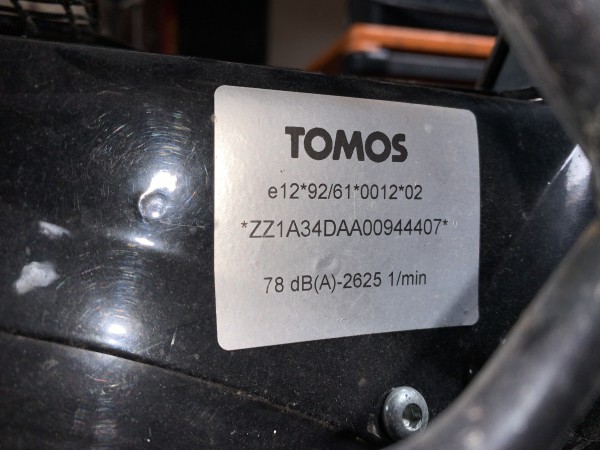 TOMOS
e12*92/61*0012*02
*ZZ1A34DAA00944407*
78 dB(A)-2625 1/min